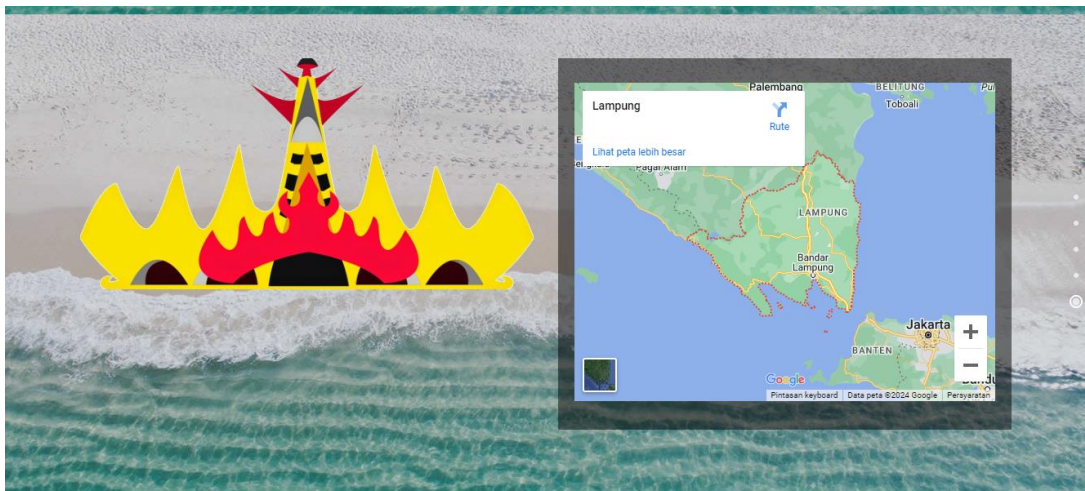 Palembang
BELITUNG
Toboali
Lampung
Rute
Lihat peta lebih besar
Pagar Alam
LAMPUNG
Bandar
Lampung
Jakarta
BANTEN
Google
Pintasan keyboard
Data peta ©2024 Google
Persyaratan